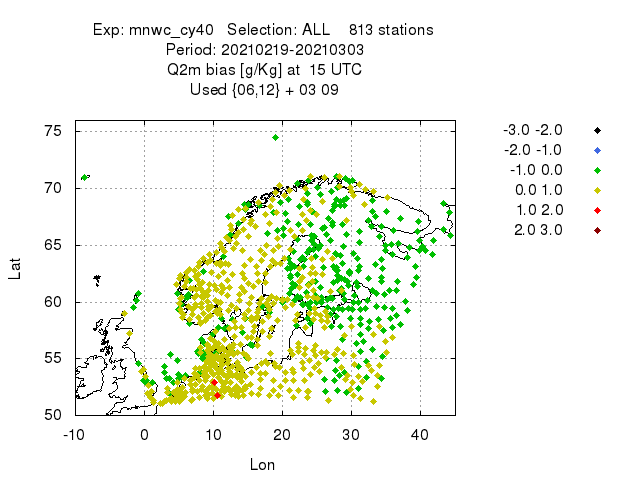 Exp: mnwc_cy40   Selection: ALL    813 stations
Period: 20210219-20210303
Q2m bias [g/Kg] at  15 UTC
Used {06,12} + 03 09
75
70
65
60
55
50
Lat
-10 0 10 20 30 40
Lon
-3.0 -2.0
-2.0 -1.0
-1.0 0.0
0.0 1.0
1.0 2.0
2.0 3.0